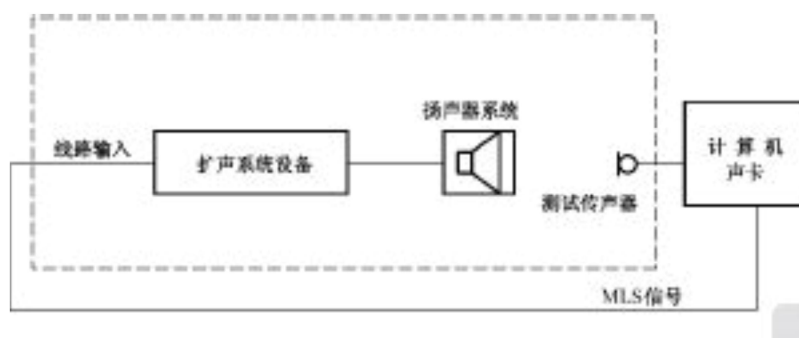 扬声器系统
线路输入
扩声系统设备
计算机
声卡
测试传声器
MLS信号